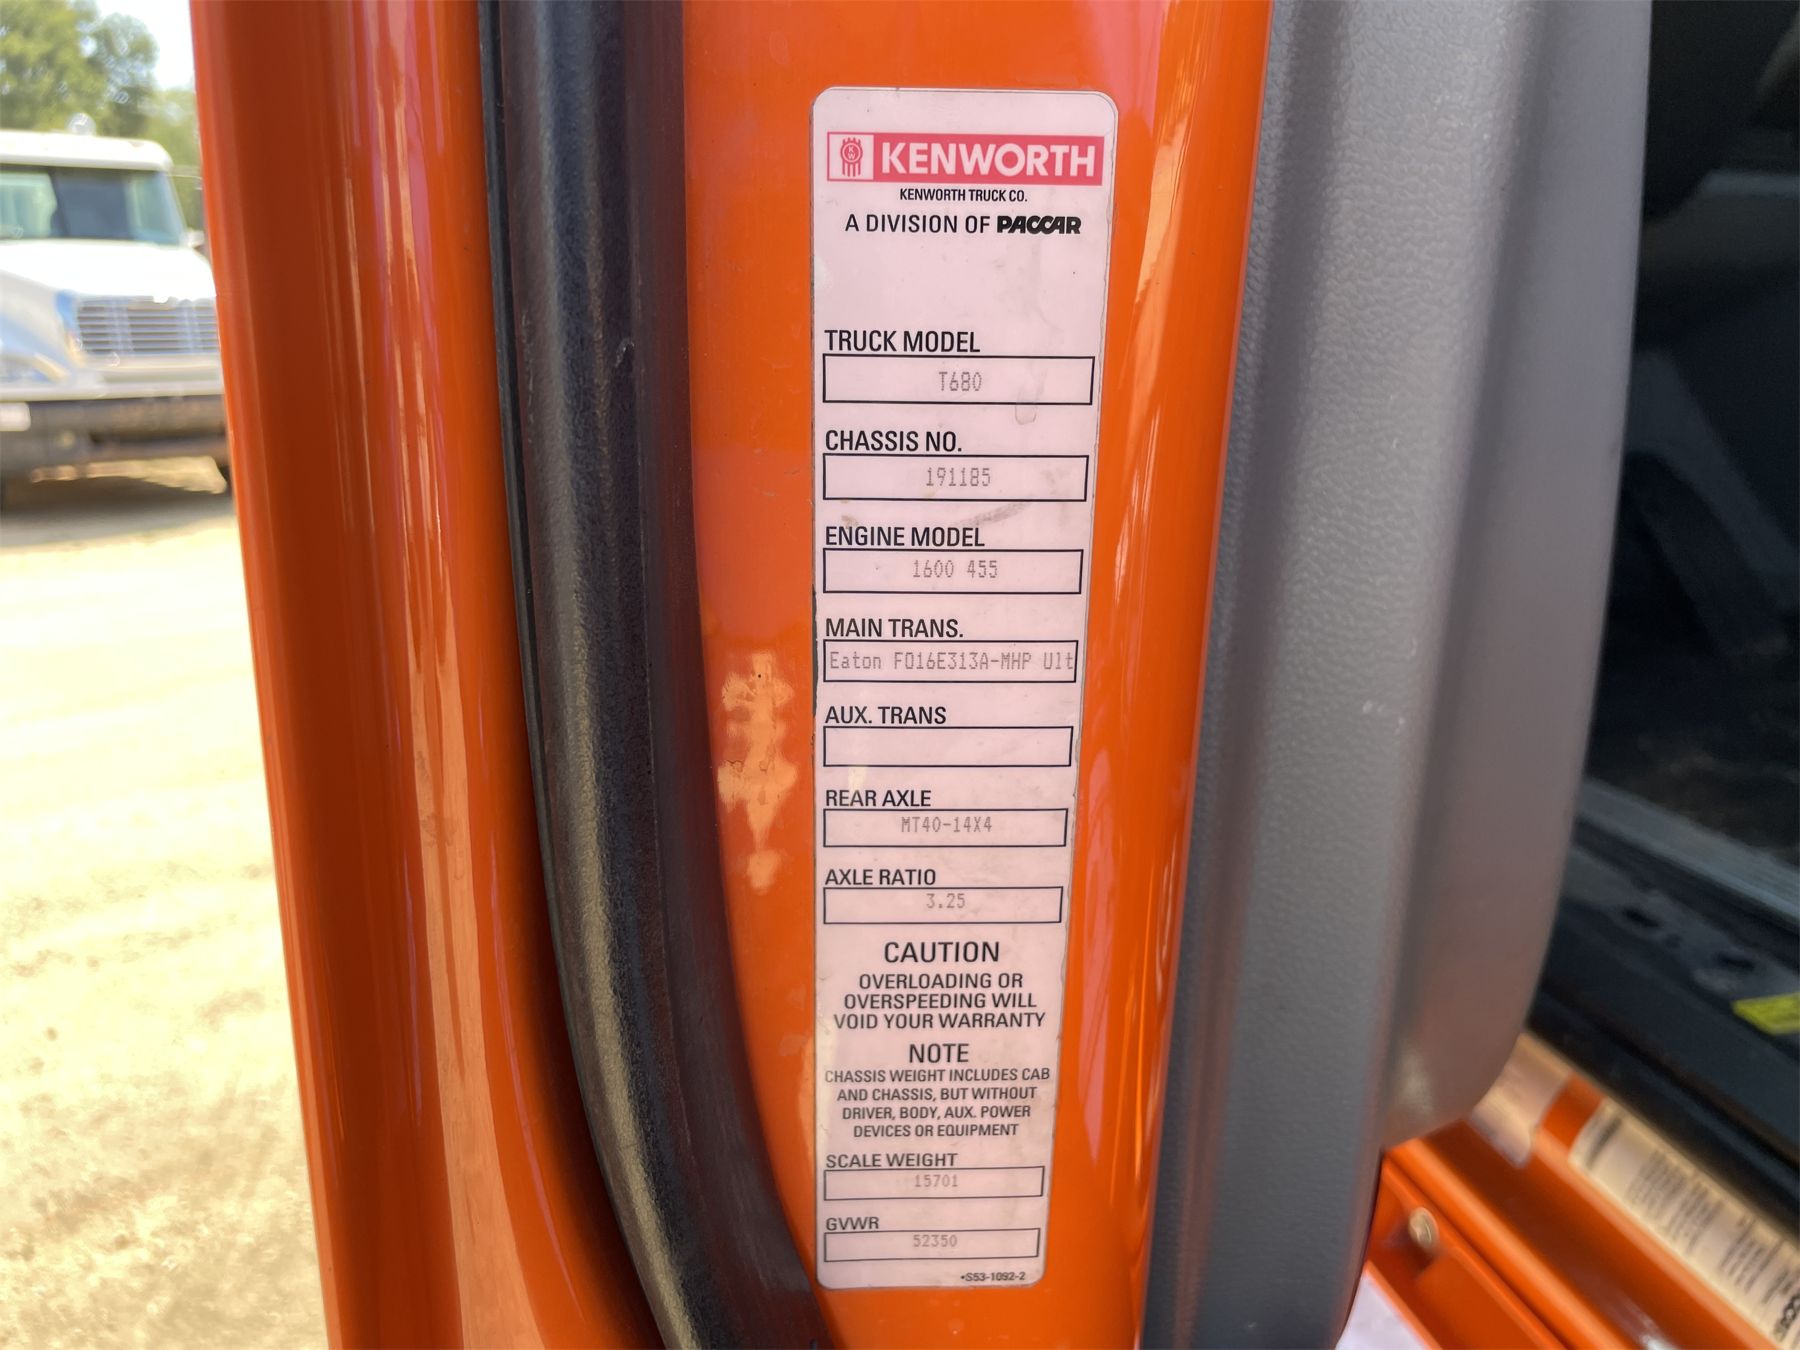 KENWORTH
KENWORTH TRUCK CO.
A DIVISION OF PACCAR
TRUCK MODEL
T680
CHASSIS NO.
191185
ENGINE MODEL
1600 455
MAIN TRANS.
Eaton FO16E313A-MHP Ult
AUX. TRANS
REAR AXLE
MT40-14X4
AXLE RATIO
3.25
CAUTION
OVERLOADING OR
OVERSPEEDING WILL
VOID YOUR WARRANTY
NOTE
CHASSIS WEIGHT INCLUDES CAB
AND CHASSIS, BUT WITHOUT
DRIVER, BODY, AUX. POWER
DEVICES OR EQUIPMENT
SCALE WEIGHT
15701
GVWR
52350
•S53-1092-2